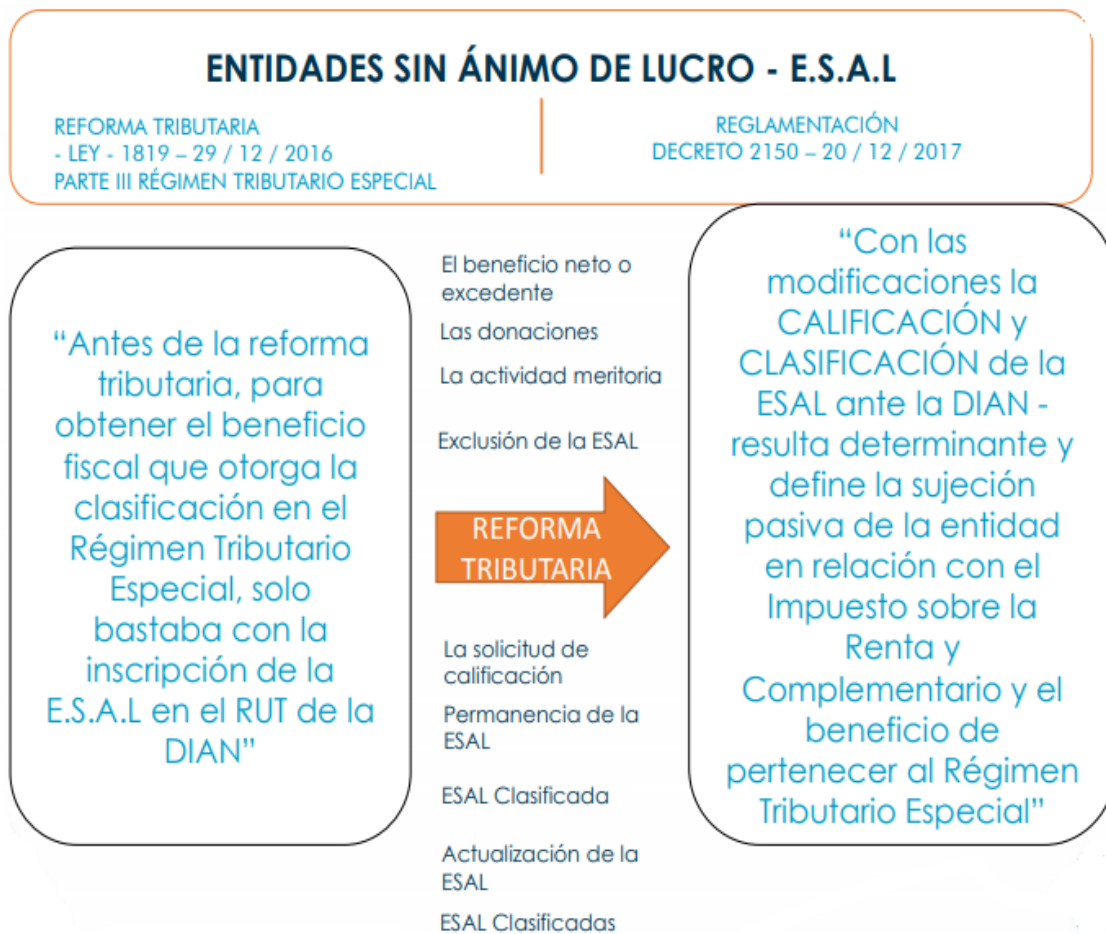 ENTIDADES SIN ÁNIMO DE LUCRO - E.S.A.L
REFORMA TRIBUTARIA
- LEY - 1819 – 29 / 12 / 2016
PARTE III RÉGIMEN TRIBUTARIO ESPECIAL
REGLAMENTACIÓN
DECRETO 2150 – 20 / 12 / 2017
“Antes de la reforma
tributaria, para
obtener el beneficio
fiscal que otorga la
clasificación en el
Régimen Tributario
Especial, solo
bastaba con la
inscripción de la
E.S.A.L en el RUT de la
DIAN”
El beneficio neto o
excedente
Las donaciones
La actividad meritoria
Exclusión de la ESAL
REFORMA
TRIBUTARIA
La solicitud de
calificación
Permanencia de la
ESAL
ESAL Clasificada
Actualización de la
ESAL
ESAL Clasificadas
“Con las
modificaciones la
CALIFICACIÓN y
CLASIFICACIÓN de la
ESAL ante la DIAN -
resulta determinante y
define la sujeción
pasiva de la entidad
en relación con el
Impuesto sobre la
Renta y
Complementario y el
beneficio de
pertenecer al Régimen
Tributario Especial”